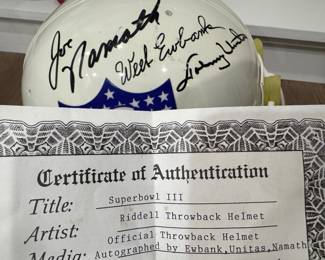 Joe
Namath
Weeb Ewbank
Johnny Unitas
Certificate of Authentication
Title: Superbowl III
Riddell Throwback Helmet
Artist: Official Throwback Helmet
Media: Autographed by Ewbank,Unitas,Namath